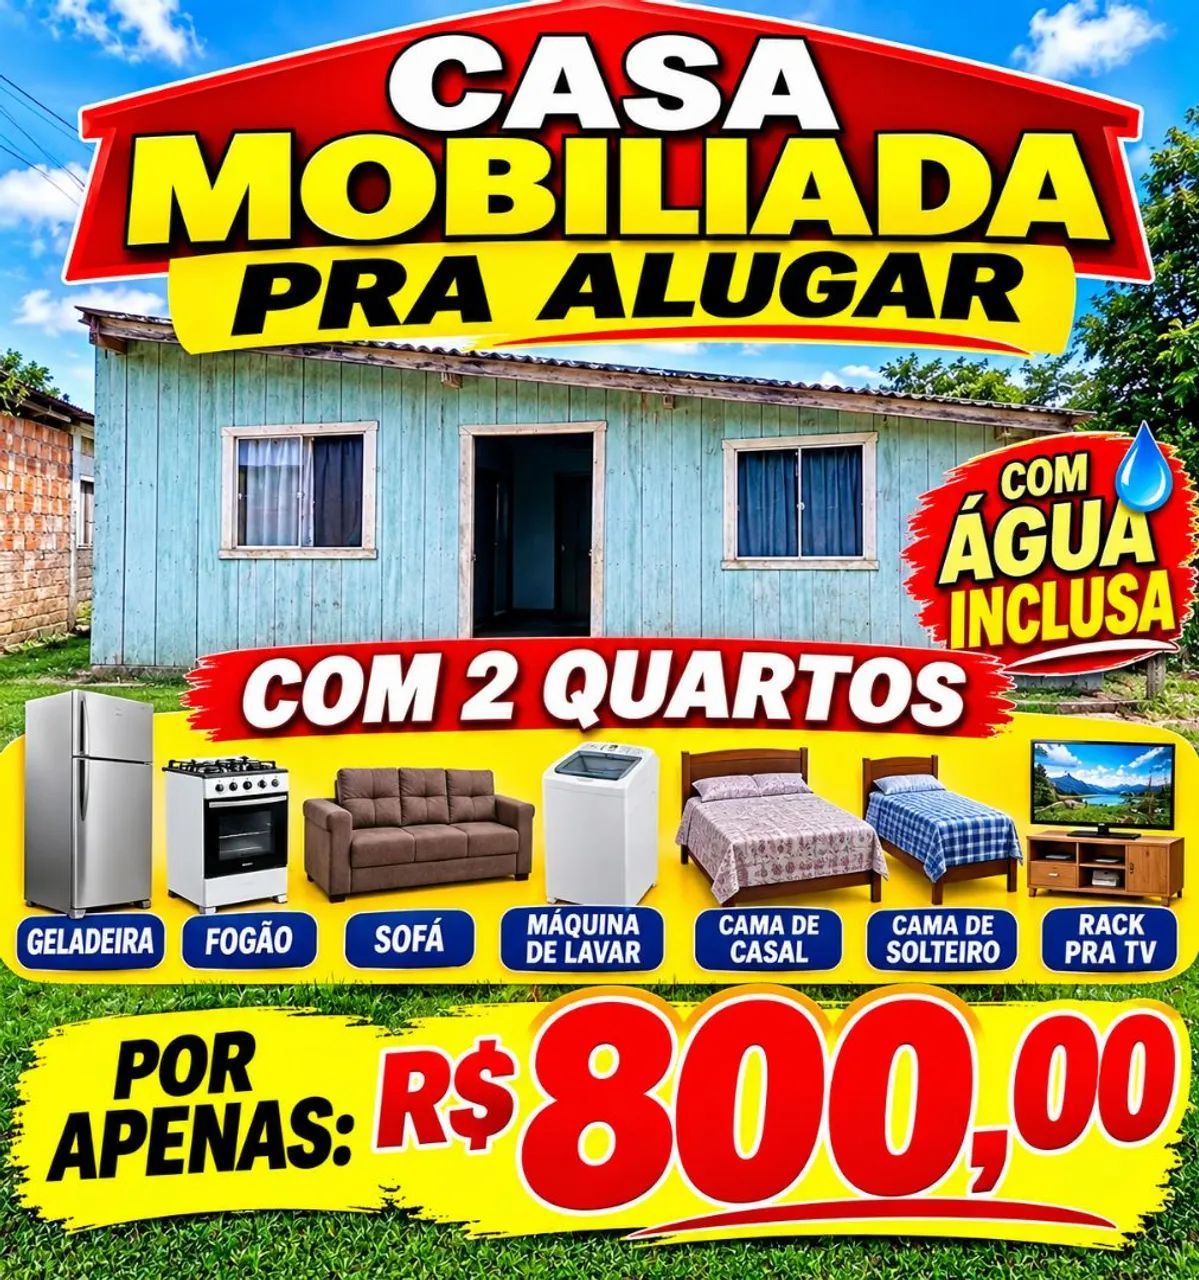 CASA
MOBILIADA
PRA ALUGAR
COM
ÁGUA
INCLUSA
COM 2 QUARTOS
GELADEIRA
FOGÃO
SOFÁ
MÁQUINA
DE LAVAR
CAMA DE
CASAL
CAMA DE
SOLTEIRO
RACK
PRA TV
POR
APENAS:
R$ 800,00